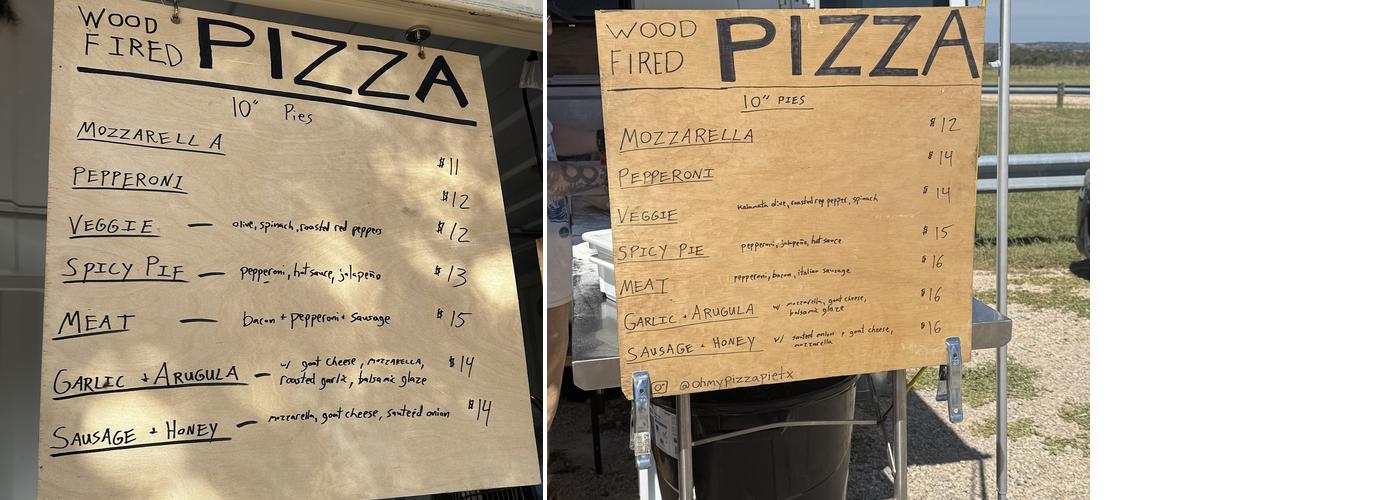 WOOD
FIRED PIZZA
10" Pies
MOZZARELLA $11
PEPPERONI $12
VEGGIE — olive, spinach, roasted red peppers $12
SPICY PIE — pepperoni, hot sauce, jalapeño $13
MEAT — bacon + pepperoni + sausage $15
GARLIC + ARUGULA — w/ goat cheese, MOZZARELLA, $14
roasted garlic, balsamic glaze
SAUSAGE + HONEY — mozzarella, goat cheese, sauteéd onion $14
WOOD
FIRED PIZZA
10" PIES
MOZZARELLA $12
PEPPERONI $14
VEGGIE kalamata olive, roasted red pepper, spinach $14
SPICY PIE pepperoni, jalapeño, hot sauce $15
MEAT pepperoni, bacon, italian sausage $16
GARLIC + ARUGULA w/ mozzarella, goat cheese, $16
balsamic glaze
SAUSAGE + HONEY w/ sauteed onion + goat cheese, $16
mozzarella
@ohmypizzapietx